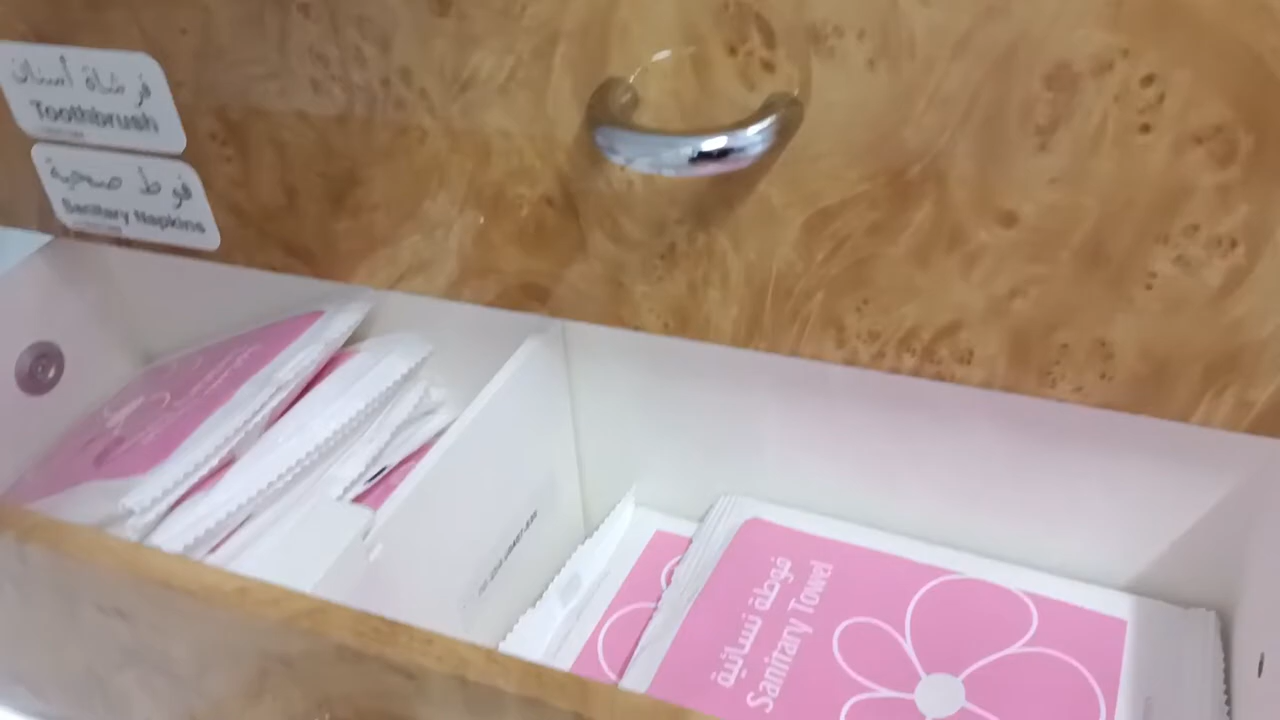 فرشاة أسنان
Toothbrush
فوط صحية
Sanitary Napkins
فوطة نسائية
Sanitary Towel